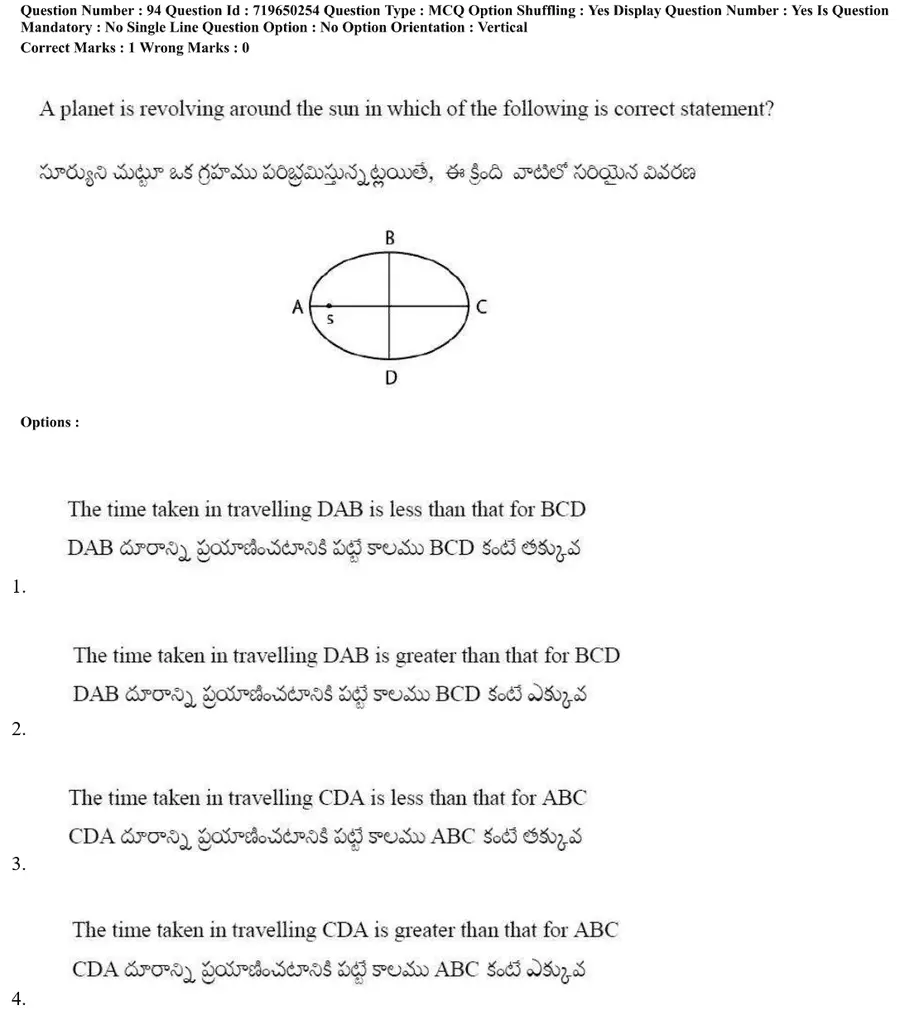 Question Number : 94 Question Id : 719650254 Question Type : MCQ Option Shuffling : Yes Display Question Number : Yes Is Question
Mandatory : No Single Line Question Option : No Option Orientation : Vertical
Correct Marks : 1 Wrong Marks : 0
A planet is revolving around the sun in which of the following is correct statement?
సూర్యుని చుట్టూ ఒక గ్రహము పరిభ్రమిస్తున్నట్లయితే, ఈ క్రింది వాటిలో సరియైన వివరణ
B
A
S
C
D
Options :
The time taken in travelling DAB is less than that for BCD
DAB దూరాన్ని ప్రయాణించటానికి పట్టే కాలము BCD కంటే తక్కువ
1.
The time taken in travelling DAB is greater than that for BCD
DAB దూరాన్ని ప్రయాణించటానికి పట్టే కాలము BCD కంటే ఎక్కువ
2.
The time taken in travelling CDA is less than that for ABC
CDA దూరాన్ని ప్రయాణించటానికి పట్టే కాలము ABC కంటే తక్కువ
3.
The time taken in travelling CDA is greater than that for ABC
CDA దూరాన్ని ప్రయాణించటానికి పట్టే కాలము ABC కంటే ఎక్కువ
4.